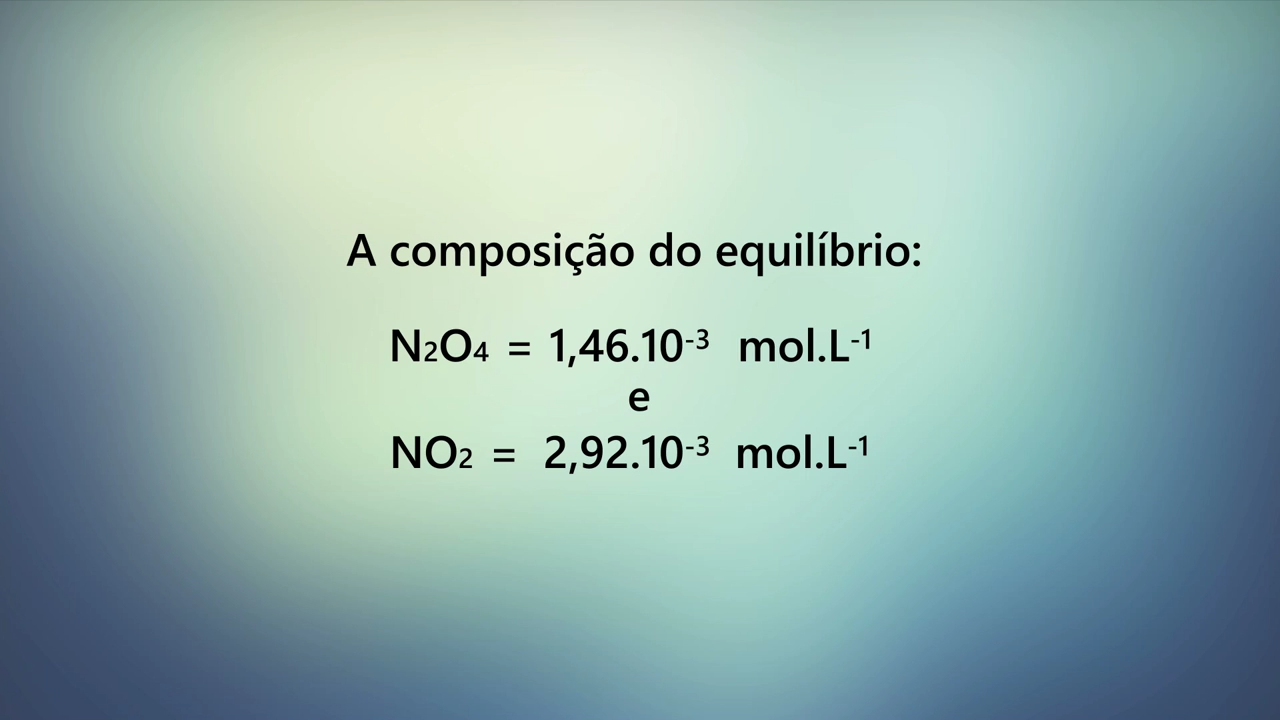 A composição do equilíbrio:
N₂O₄ = 1,46.10⁻³ mol.L⁻¹
e
NO₂ = 2,92.10⁻³ mol.L⁻¹